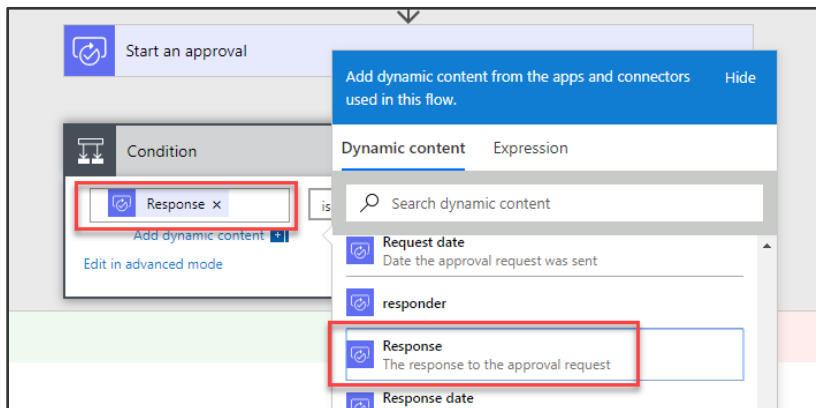 Start an approval
Add dynamic content from the apps and connectors
used in this flow.
Hide
Condition
Dynamic content
Expression
Response ×
is
Search dynamic content
Add dynamic content
Edit in advanced mode
Request date
Date the approval request was sent
responder
Response
The response to the approval request
Response date